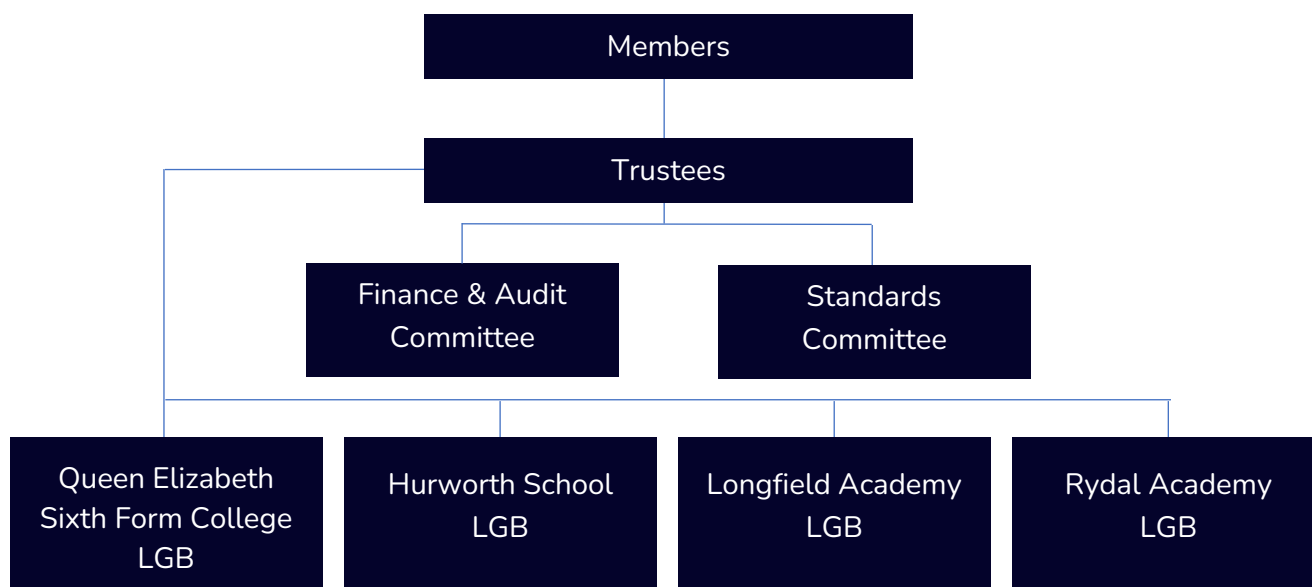 Members
Trustees
Finance & Audit
Committee
Standards
Committee
Queen Elizabeth
Sixth Form College
LGB
Hurworth School
LGB
Longfield Academy
LGB
Rydal Academy
LGB